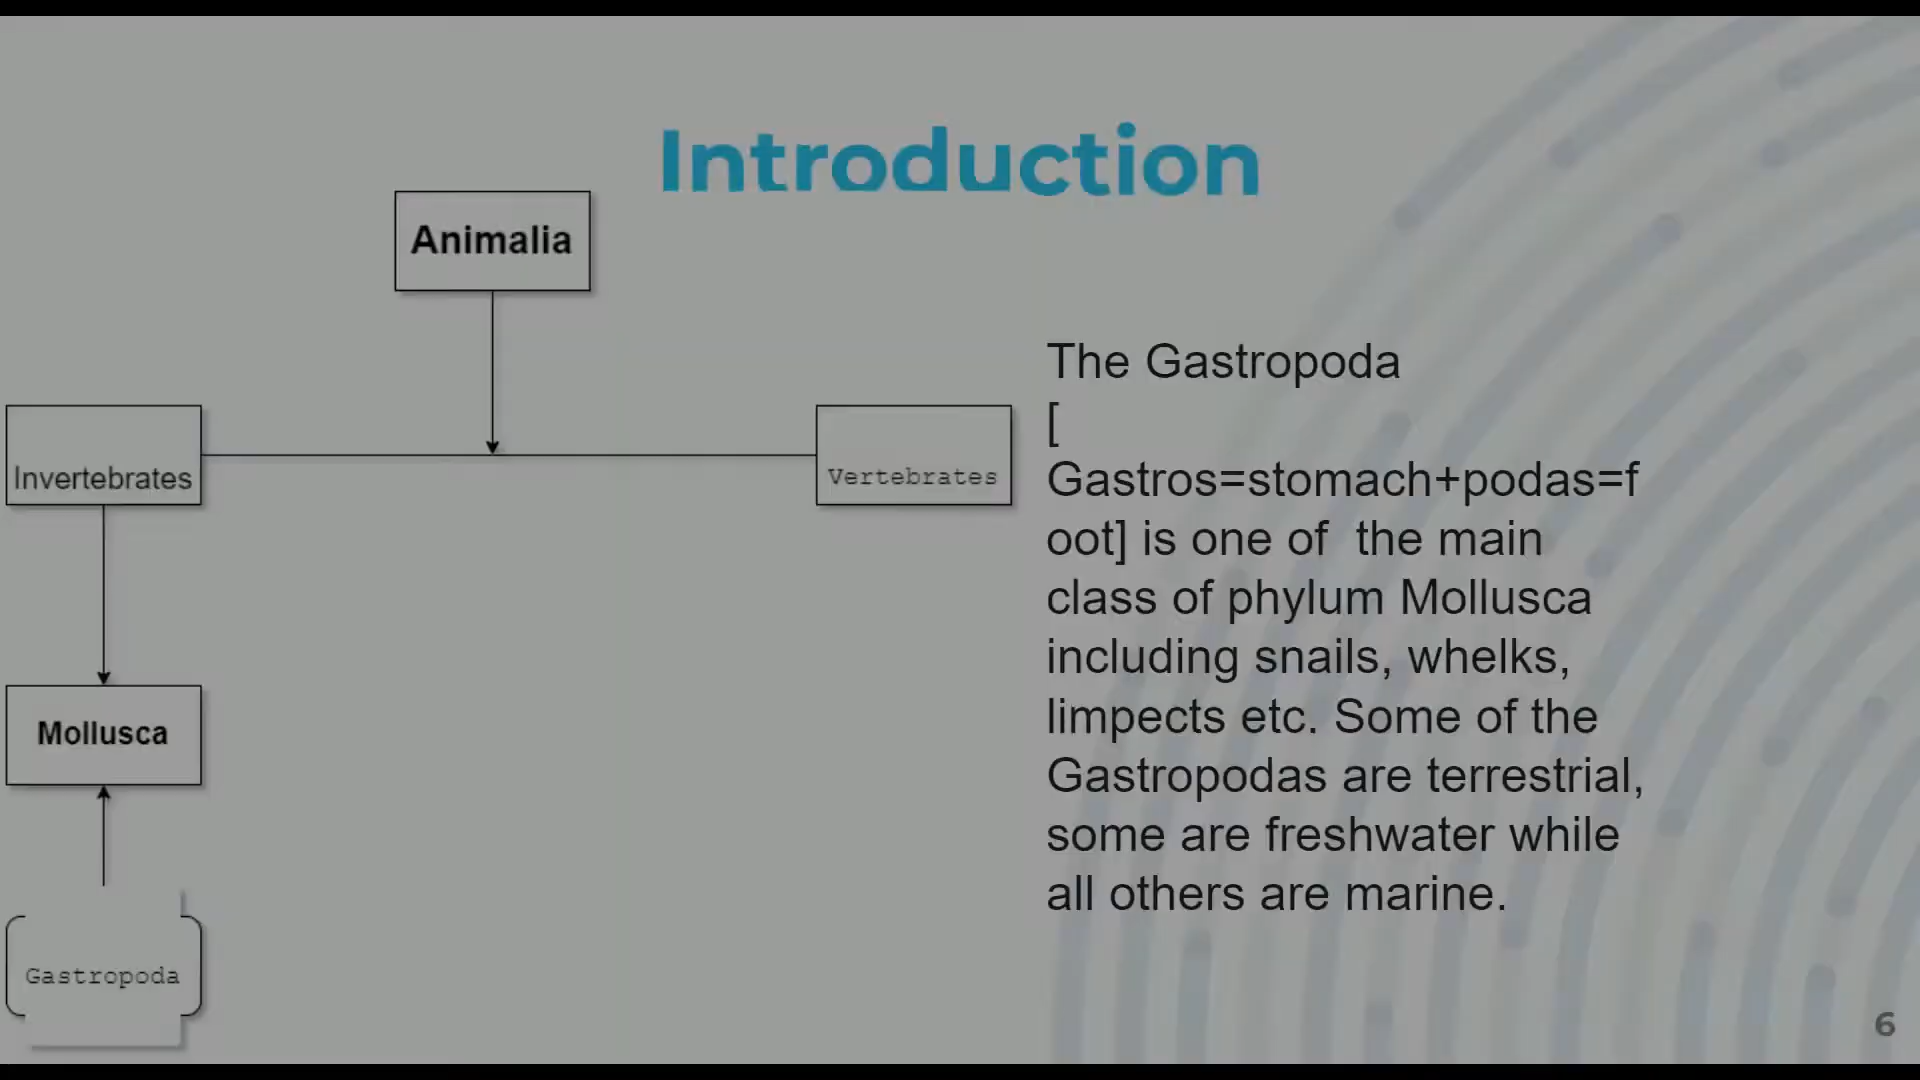 Introduction
Animalia
Invertebrates
Vertebrates
Mollusca
Gastropoda
The Gastropoda
[
Gastros=stomach+podas=f
oot] is one of  the main
class of phylum Mollusca
including snails, whelks,
limpects etc. Some of the
Gastropodas are terrestrial,
some are freshwater while
all others are marine.
6